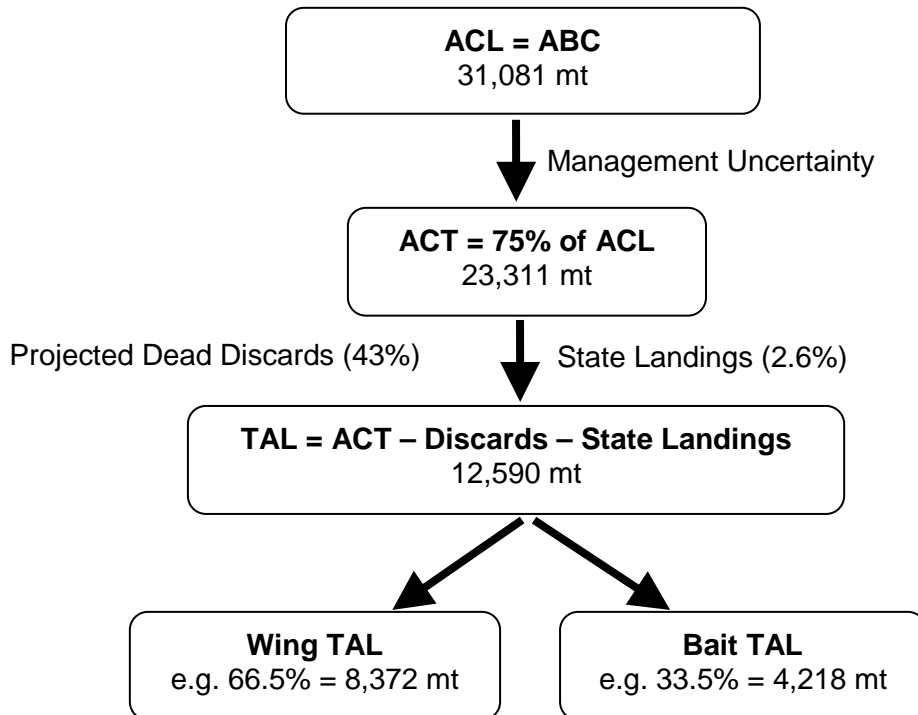 ACL = ABC
31,081 mt
Management Uncertainty
ACT = 75% of ACL
23,311 mt
Projected Dead Discards (43%)
State Landings (2.6%)
TAL = ACT – Discards – State Landings
12,590 mt
Wing TAL
e.g. 66.5% = 8,372 mt
Bait TAL
e.g. 33.5% = 4,218 mt